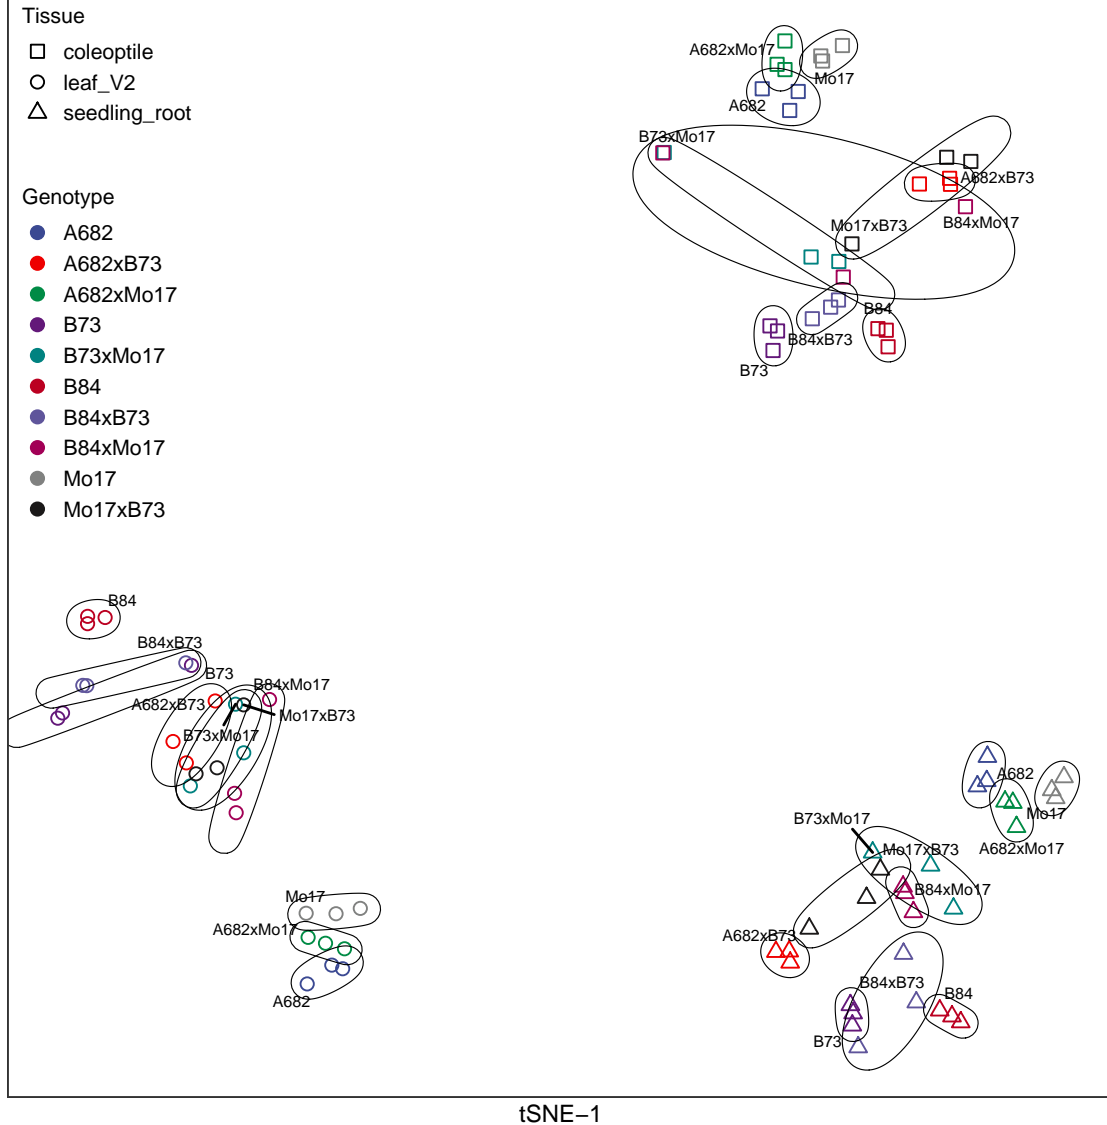 Tissue
coleoptile
leaf_V2
seedling_root
Genotype
A682
A682xB73
A682xMo17
B73
B73xMo17
B84
B84xB73
B84xMo17
Mo17
Mo17xB73
A682xMo17
Mo17
A682
B73xMo17
A682xB73
B84xMo17
Mo17xB73
B84
B84xB73
B73
B84
B84xB73
B73
B84xMo17
A682xB73
Mo17xB73
B73xMo17
Mo17
A682xMo17
A682
A682
Mo17
A682xMo17
B73xMo17
Mo17xB73
B84xMo17
A682xB73
B84xB73
B84
B73
tSNE−1